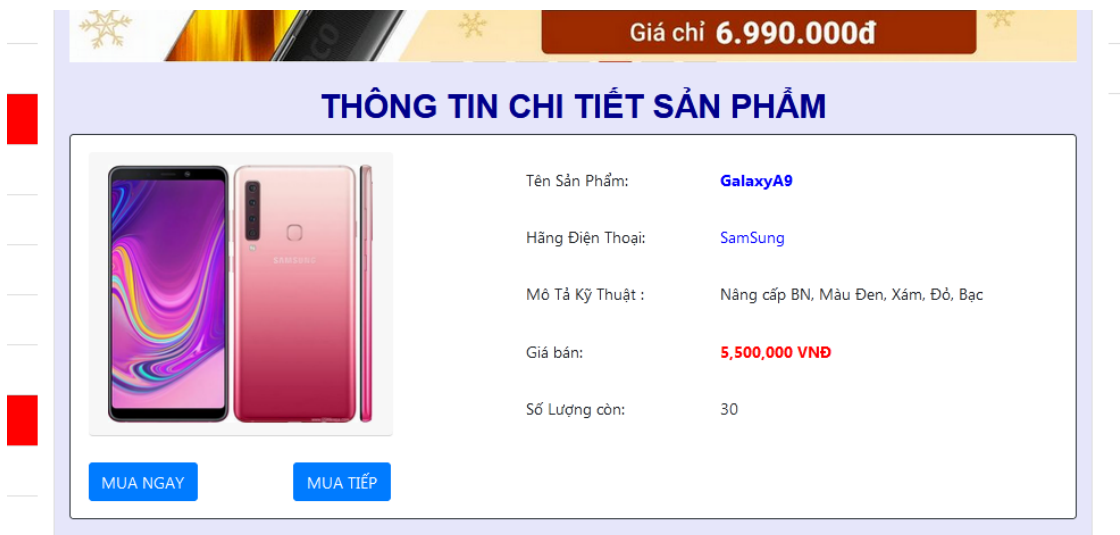 Giá chỉ 6.990.000đ
THÔNG TIN CHI TIẾT SẢN PHẨM
Tên Sản Phẩm: GalaxyA9
Hãng Điện Thoại: SamSung
SAMSUNG
Mô Tả Kỹ Thuật : Nâng cấp BN, Màu Đen, Xám, Đỏ, Bạc
Giá bán: 5,500,000 VNĐ
Số Lượng còn: 30
MUA NGAY
MUA TIẾP